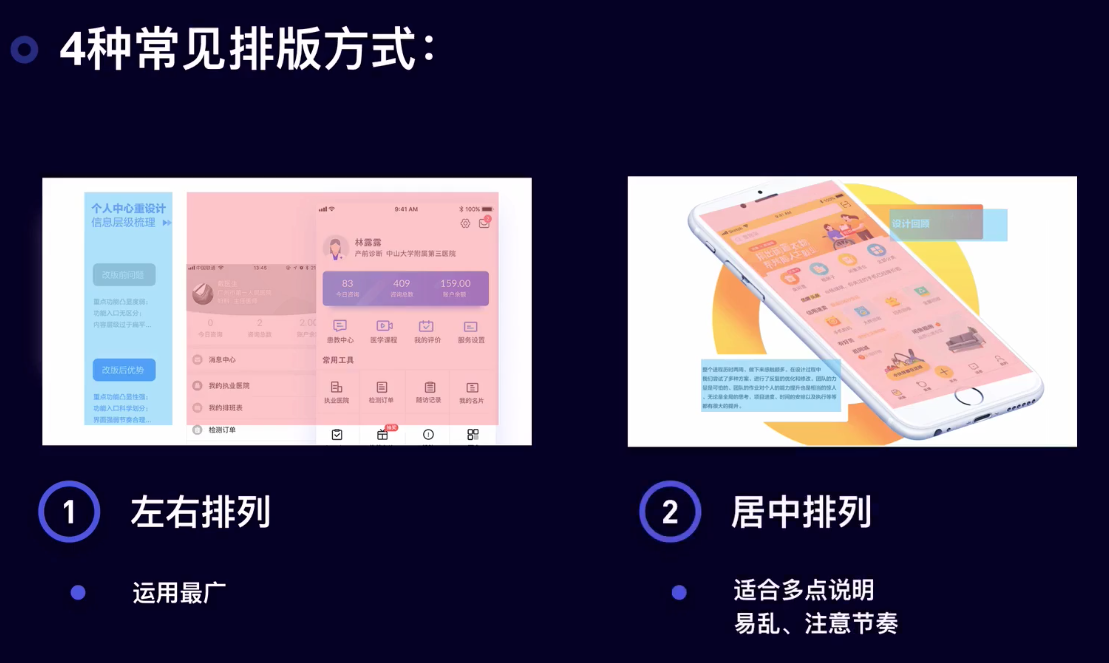 4种常见排版方式：
个人中心重设计
信息层级梳理
改版前问题
重点功能凸显度弱；
功能入口无区分；
内容摆放过于扁平...
改版后优势
重点功能凸显性强；
功能入口科学划分；
界面强弱节奏合理...
9:41 AM
100%
林露露
产前诊断 中山大学附属第三医院
83
409
159.00
今日咨询
咨询总数
账户余额
患教中心
医学课程
我的评价
服务设置
常用工具
执业医院
检测订单
随访记录
我的名片
0
2
2.00
消息中心
我的执业医院
我的排班表
检测订单
设计回顾
1
左右排列
运用最广
2
居中排列
适合多点说明
易乱、注意节奏